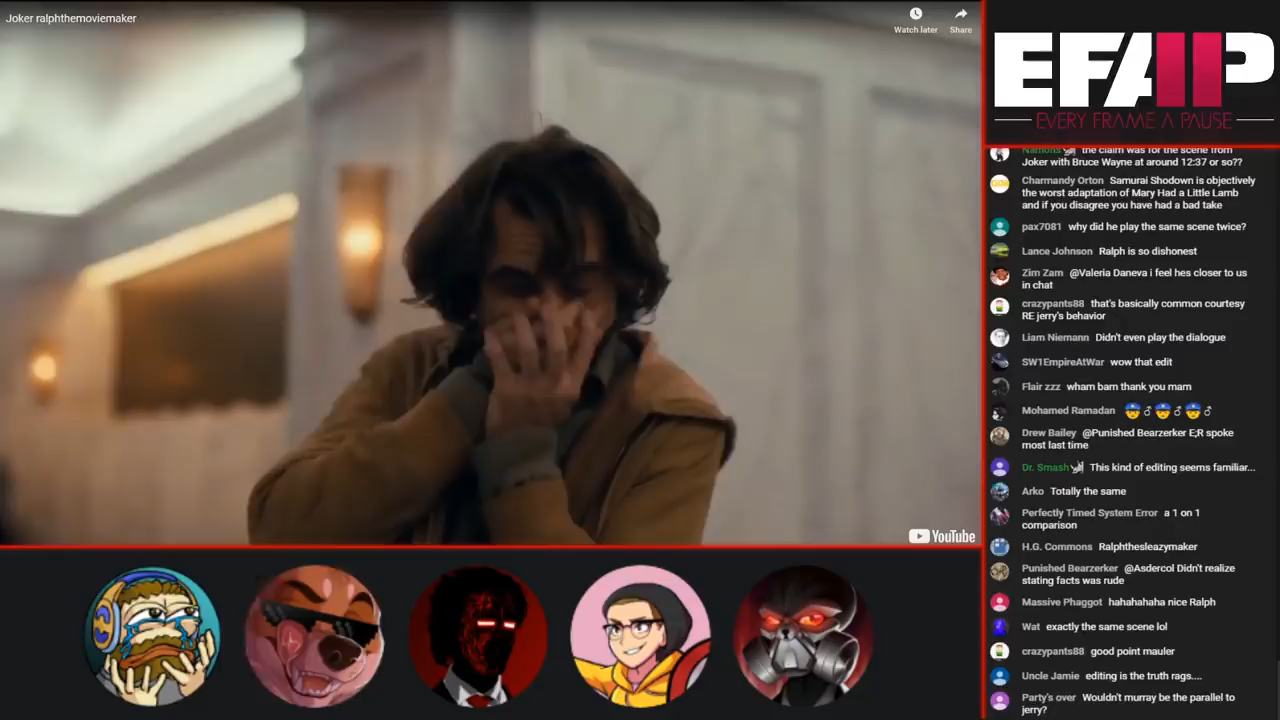 Joker ralphthemoviemaker
Watch later
Share
YouTube
EFAP
EVERY FRAME A PAUSE
Namons the claim was for the scene from
Joker with Bruce Wayne at around 12:37 or so??
Charmandy Orton Samurai Shodown is objectively
the worst adaptation of Mary Had a Little Lamb
and if you disagree you have had a bad take
pax7081 why did he play the same scene twice?
Lance Johnson Ralph is so dishonest
Zim Zam @Valeria Daneva i feel hes closer to us
in chat
crazypants88 that's basically common courtesy
RE jerry's behavior
Liam Niemann Didn't even play the dialogue
SW1EmpireAtWar wow that edit
Flair zzz wham bam thank you mam
Mohamed Ramadan 👮♂👮♂👮♂
Drew Bailey @Punished Bearzerker E;R spoke
most last time
Dr. Smash This kind of editing seems familiar...
Arko Totally the same
Perfectly Timed System Error a 1 on 1
comparison
H.G. Commons Ralphthesleazymaker
Punished Bearzerker @Asdercol Didn't realize
stating facts was rude
Massive Phaggot hahahahaha nice Ralph
Wat exactly the same scene lol
crazypants88 good point mauler
Uncle Jamie editing is the truth rags....
Party's over Wouldn't murray be the parallel to
jerry?